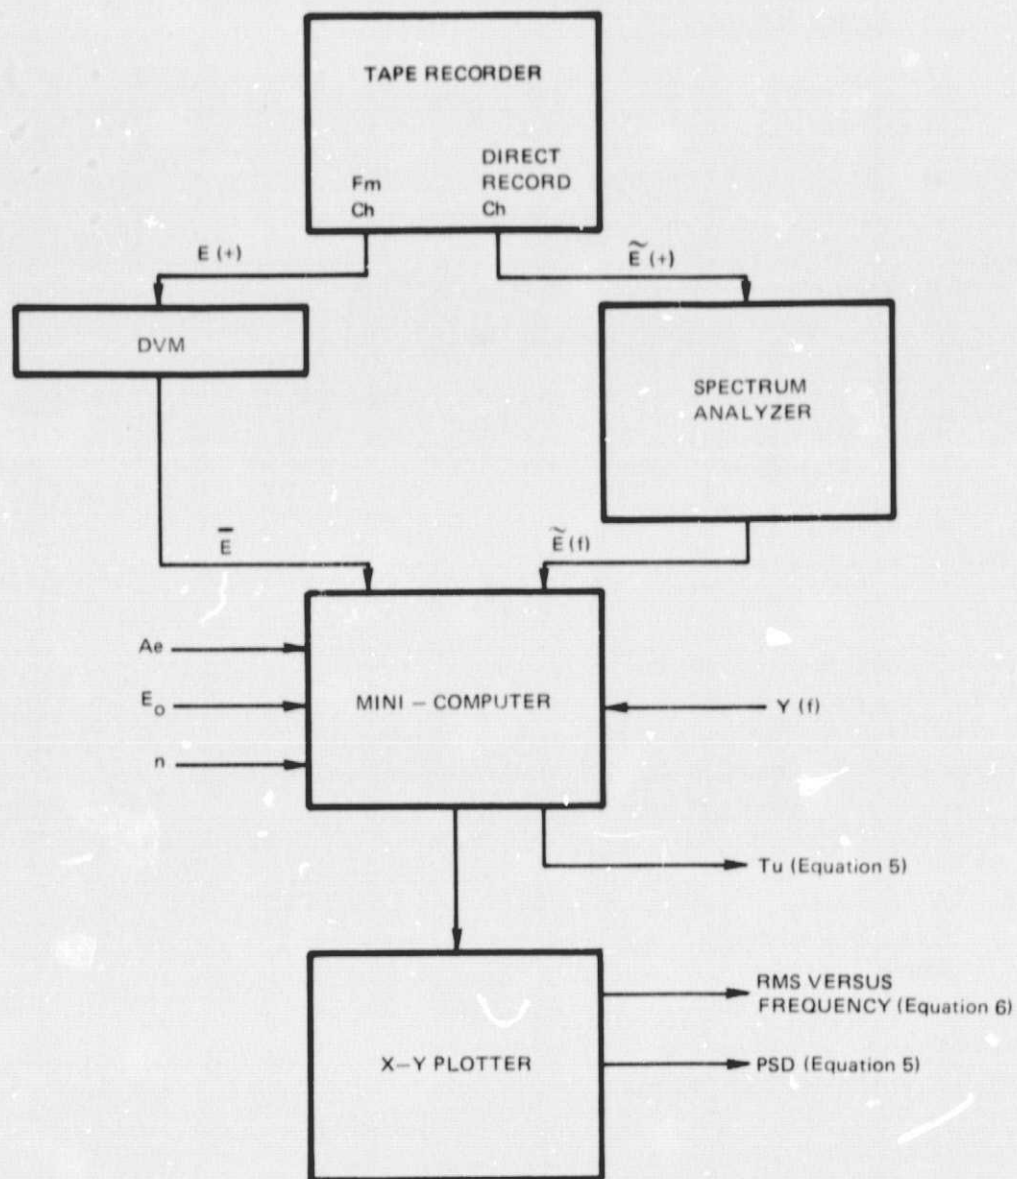 TAPE RECORDER
Fm
Ch
DIRECT
RECORD
Ch
E (+)
Ẽ (+)
DVM
SPECTRUM
ANALYZER
E̅
Ẽ (f)
Ae
E₀
n
MINI – COMPUTER
Y (f)
Tu (Equation 5)
X–Y PLOTTER
RMS VERSUS
FREQUENCY (Equation 6)
PSD (Equation 5)